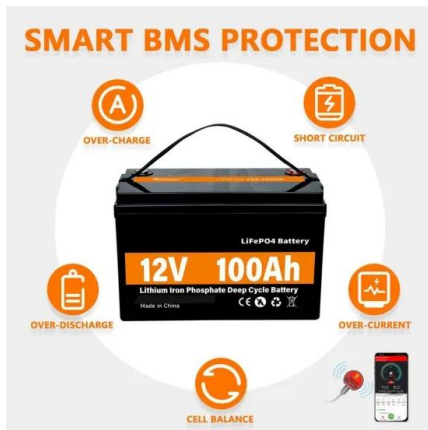 SMART BMS PROTECTION
OVER-CHARGE
SHORT CIRCUIT
LiFePO4 Battery
12V 100Ah
Lithium Iron Phosphate Deep Cycle Battery
Made in China
CE
OVER-DISCHARGE
OVER-CURRENT
CELL BALANCE